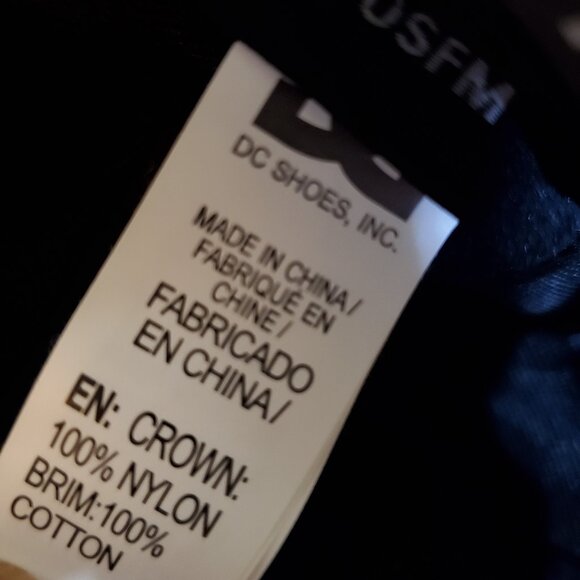 OSFM
DC SHOES, INC.
MADE IN CHINA/
FABRIQUÉ EN
CHINE/
FABRICADO
EN CHINA/
EN: CROWN:
100% NYLON
BRIM:100%
COTTON